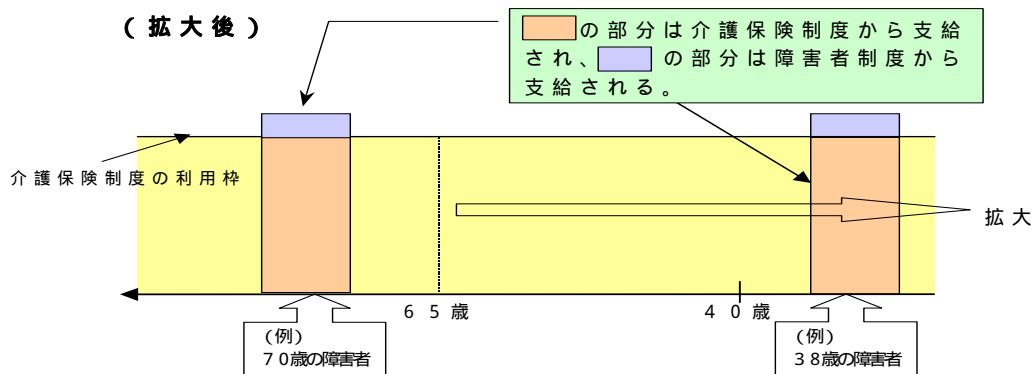 (拡大後)
の部分は介護保険制度から支給
され、 の部分は障害者制度から
支給される。
介護保険制度の利用枠
拡大
65歳
40歳
(例)
70歳の障害者
(例)
38歳の障害者